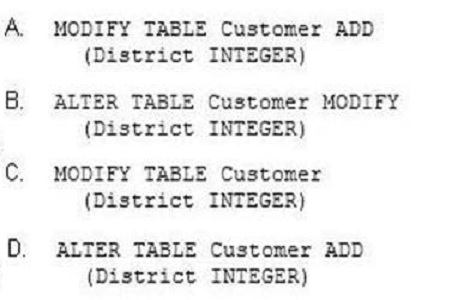 A. MODIFY TABLE Customer ADD
(District INTEGER)
B. ALTER TABLE Customer MODIFY
(District INTEGER)
C. MODIFY TABLE Customer
(District INTEGER)
D. ALTER TABLE Customer ADD
(District INTEGER)